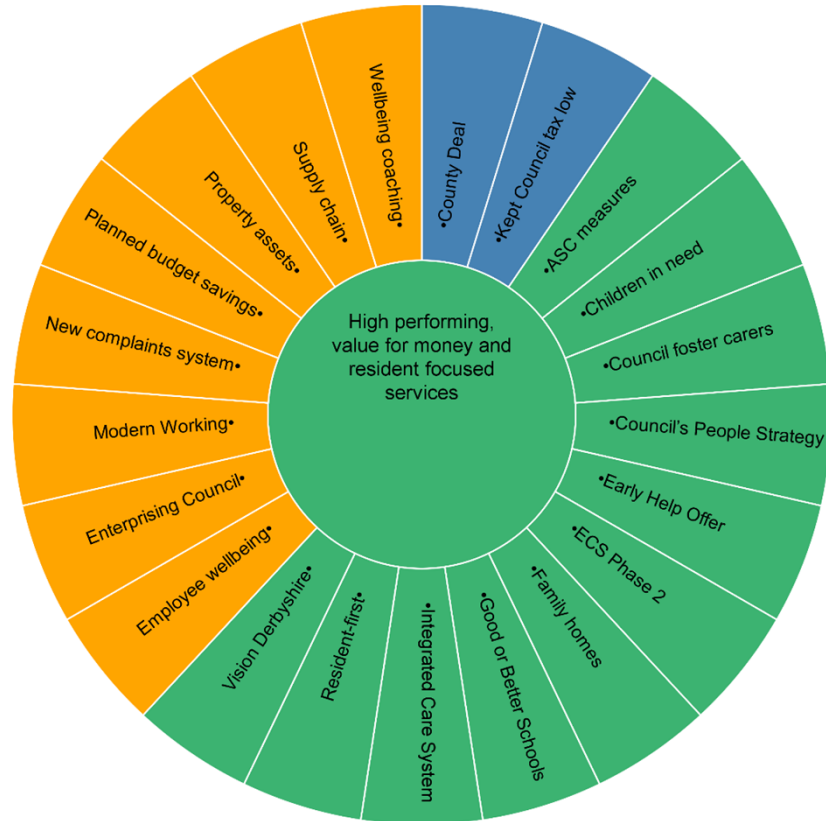 High performing,
value for money and
resident focused
services
•County Deal
•Kept Council tax low
•ASC measures
•Children in need
•Council foster carers
•Council's People Strategy
•Early Help Offer
•ECS Phase 2
•Family homes
•Good or Better Schools
•Integrated Care System
Resident-first•
Vision Derbyshire•
Employee wellbeing•
Enterprising Council•
Modern Working•
New complaints system•
Planned budget savings•
Property assets•
Supply chain•
Wellbeing coaching•